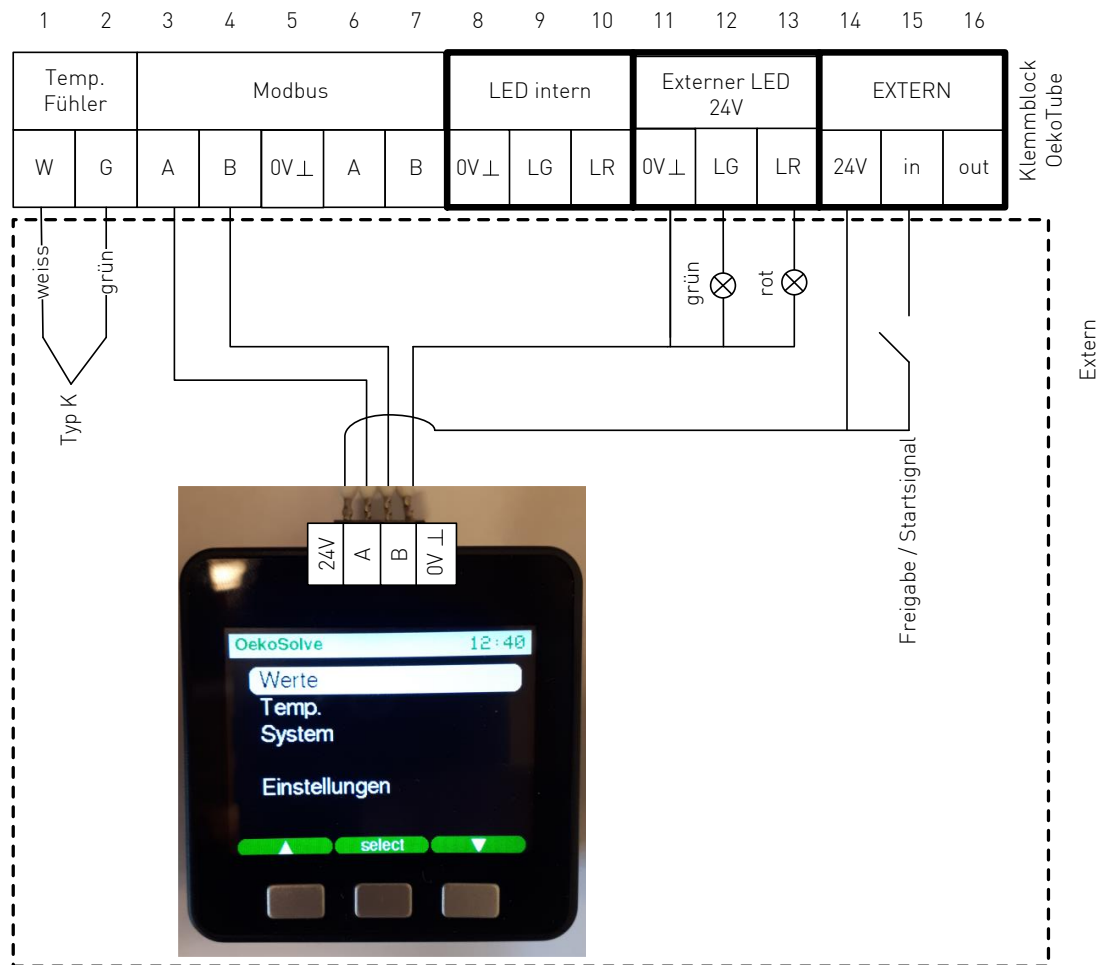 1 2 3 4 5 6 7 8 9 10 11 12 13 14 15 16
Temp.
Fühler
Modbus
LED intern
Externer LED
24V
EXTERN
W G A B 0V⊥ A B 0V⊥ LG LR 0V⊥ LG LR 24V in out
Klemmblock
OekoTube
weiss
grün
grün
rot
Typ K
Extern
Freigabe / Startsignal
24V A B 0V⊥
OekoSolve 12:40
Werte
Temp.
System
Einstellungen
▲ select ▼